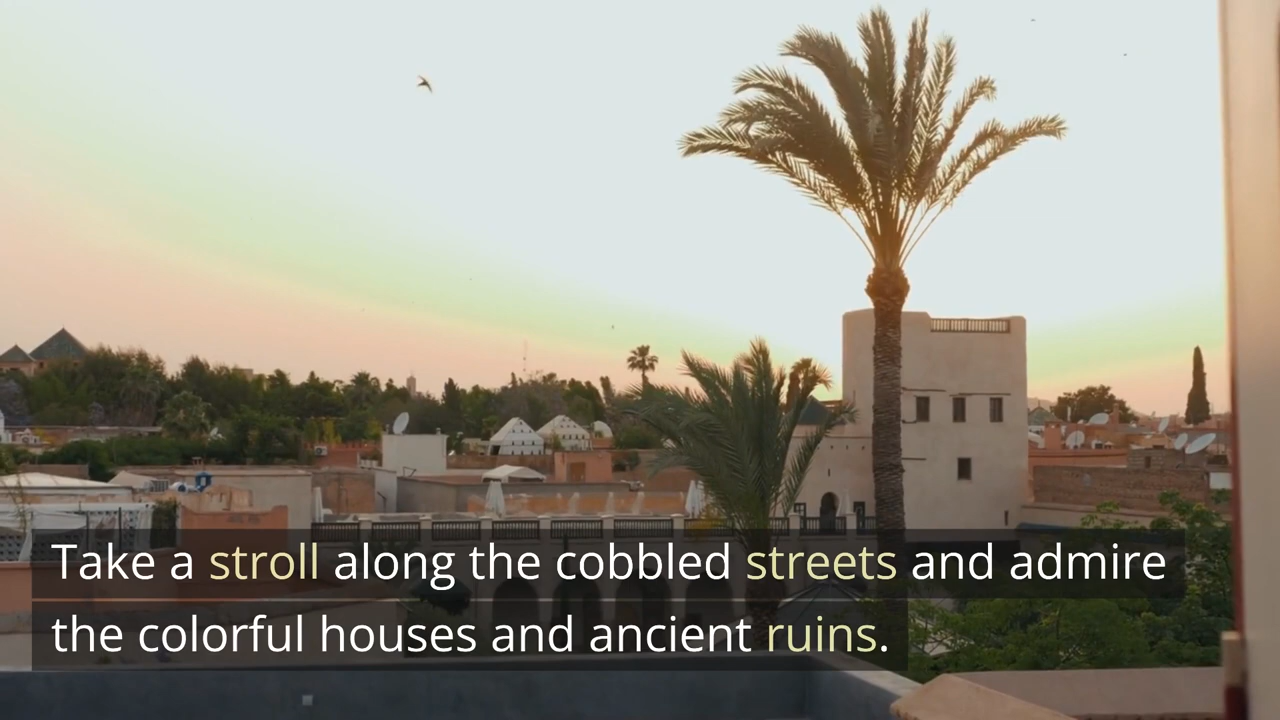 Take a stroll along the cobbled streets and admire
the colorful houses and ancient ruins.